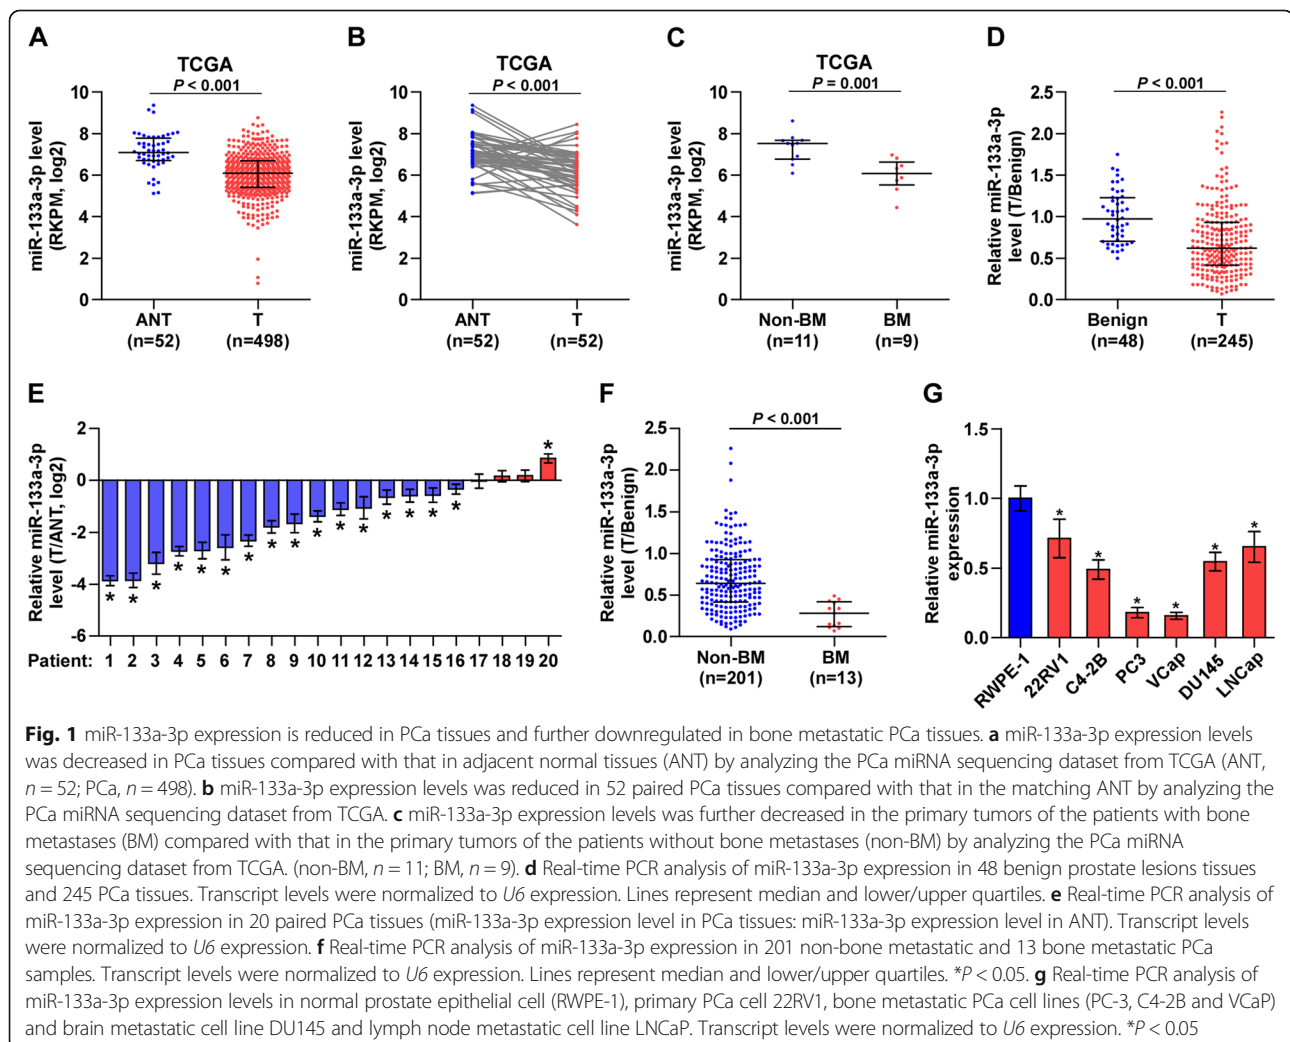 A
TCGA
P < 0.001
miR-133a-3p level
(RKPM, log2)
10
8
6
4
2
0
ANT
(n=52)
T
(n=498)
B
TCGA
P < 0.001
miR-133a-3p level
(RKPM, log2)
10
8
6
4
2
0
ANT
(n=52)
T
(n=52)
C
TCGA
P = 0.001
miR-133a-3p level
(RKPM, log2)
10
8
6
4
2
0
Non-BM
(n=11)
BM
(n=9)
D
P < 0.001
Relative miR-133a-3p
level (T/Benign)
2.5
2.0
1.5
1.0
0.5
0.0
Benign
(n=48)
T
(n=245)
E
Relative miR-133a-3p
level (T/ANT, log2)
2
0
-2
-4
-6
* * * * * * * * * * * * * * * * *
Patient: 1 2 3 4 5 6 7 8 9 10 11 12 13 14 15 16 17 18 19 20
F
P < 0.001
Relative miR-133a-3p
level (T/Benign)
2.5
2.0
1.5
1.0
0.5
0.0
Non-BM
(n=201)
BM
(n=13)
G
Relative miR-133a-3p
expression
1.5
1.0
0.5
0.0
* * * * * *
RWPE-1
22RV1
C4-2B
PC3
VCap
DU145
LNCap
Fig. 1 miR-133a-3p expression is reduced in PCa tissues and further downregulated in bone metastatic PCa tissues. a miR-133a-3p expression levels
was decreased in PCa tissues compared with that in adjacent normal tissues (ANT) by analyzing the PCa miRNA sequencing dataset from TCGA (ANT,
n = 52; PCa, n = 498). b miR-133a-3p expression levels was reduced in 52 paired PCa tissues compared with that in the matching ANT by analyzing the
PCa miRNA sequencing dataset from TCGA. c miR-133a-3p expression levels was further decreased in the primary tumors of the patients with bone
metastases (BM) compared with that in the primary tumors of the patients without bone metastases (non-BM) by analyzing the PCa miRNA
sequencing dataset from TCGA. (non-BM, n = 11; BM, n = 9). d Real-time PCR analysis of miR-133a-3p expression in 48 benign prostate lesions tissues
and 245 PCa tissues. Transcript levels were normalized to U6 expression. Lines represent median and lower/upper quartiles. e Real-time PCR analysis of
miR-133a-3p expression in 20 paired PCa tissues (miR-133a-3p expression level in PCa tissues: miR-133a-3p expression level in ANT). Transcript levels
were normalized to U6 expression. f Real-time PCR analysis of miR-133a-3p expression in 201 non-bone metastatic and 13 bone metastatic PCa
samples. Transcript levels were normalized to U6 expression. Lines represent median and lower/upper quartiles. *P < 0.05. g Real-time PCR analysis of
miR-133a-3p expression levels in normal prostate epithelial cell (RWPE-1), primary PCa cell 22RV1, bone metastatic PCa cell lines (PC-3, C4-2B and VCaP)
and brain metastatic cell line DU145 and lymph node metastatic cell line LNCaP. Transcript levels were normalized to U6 expression. *P < 0.05